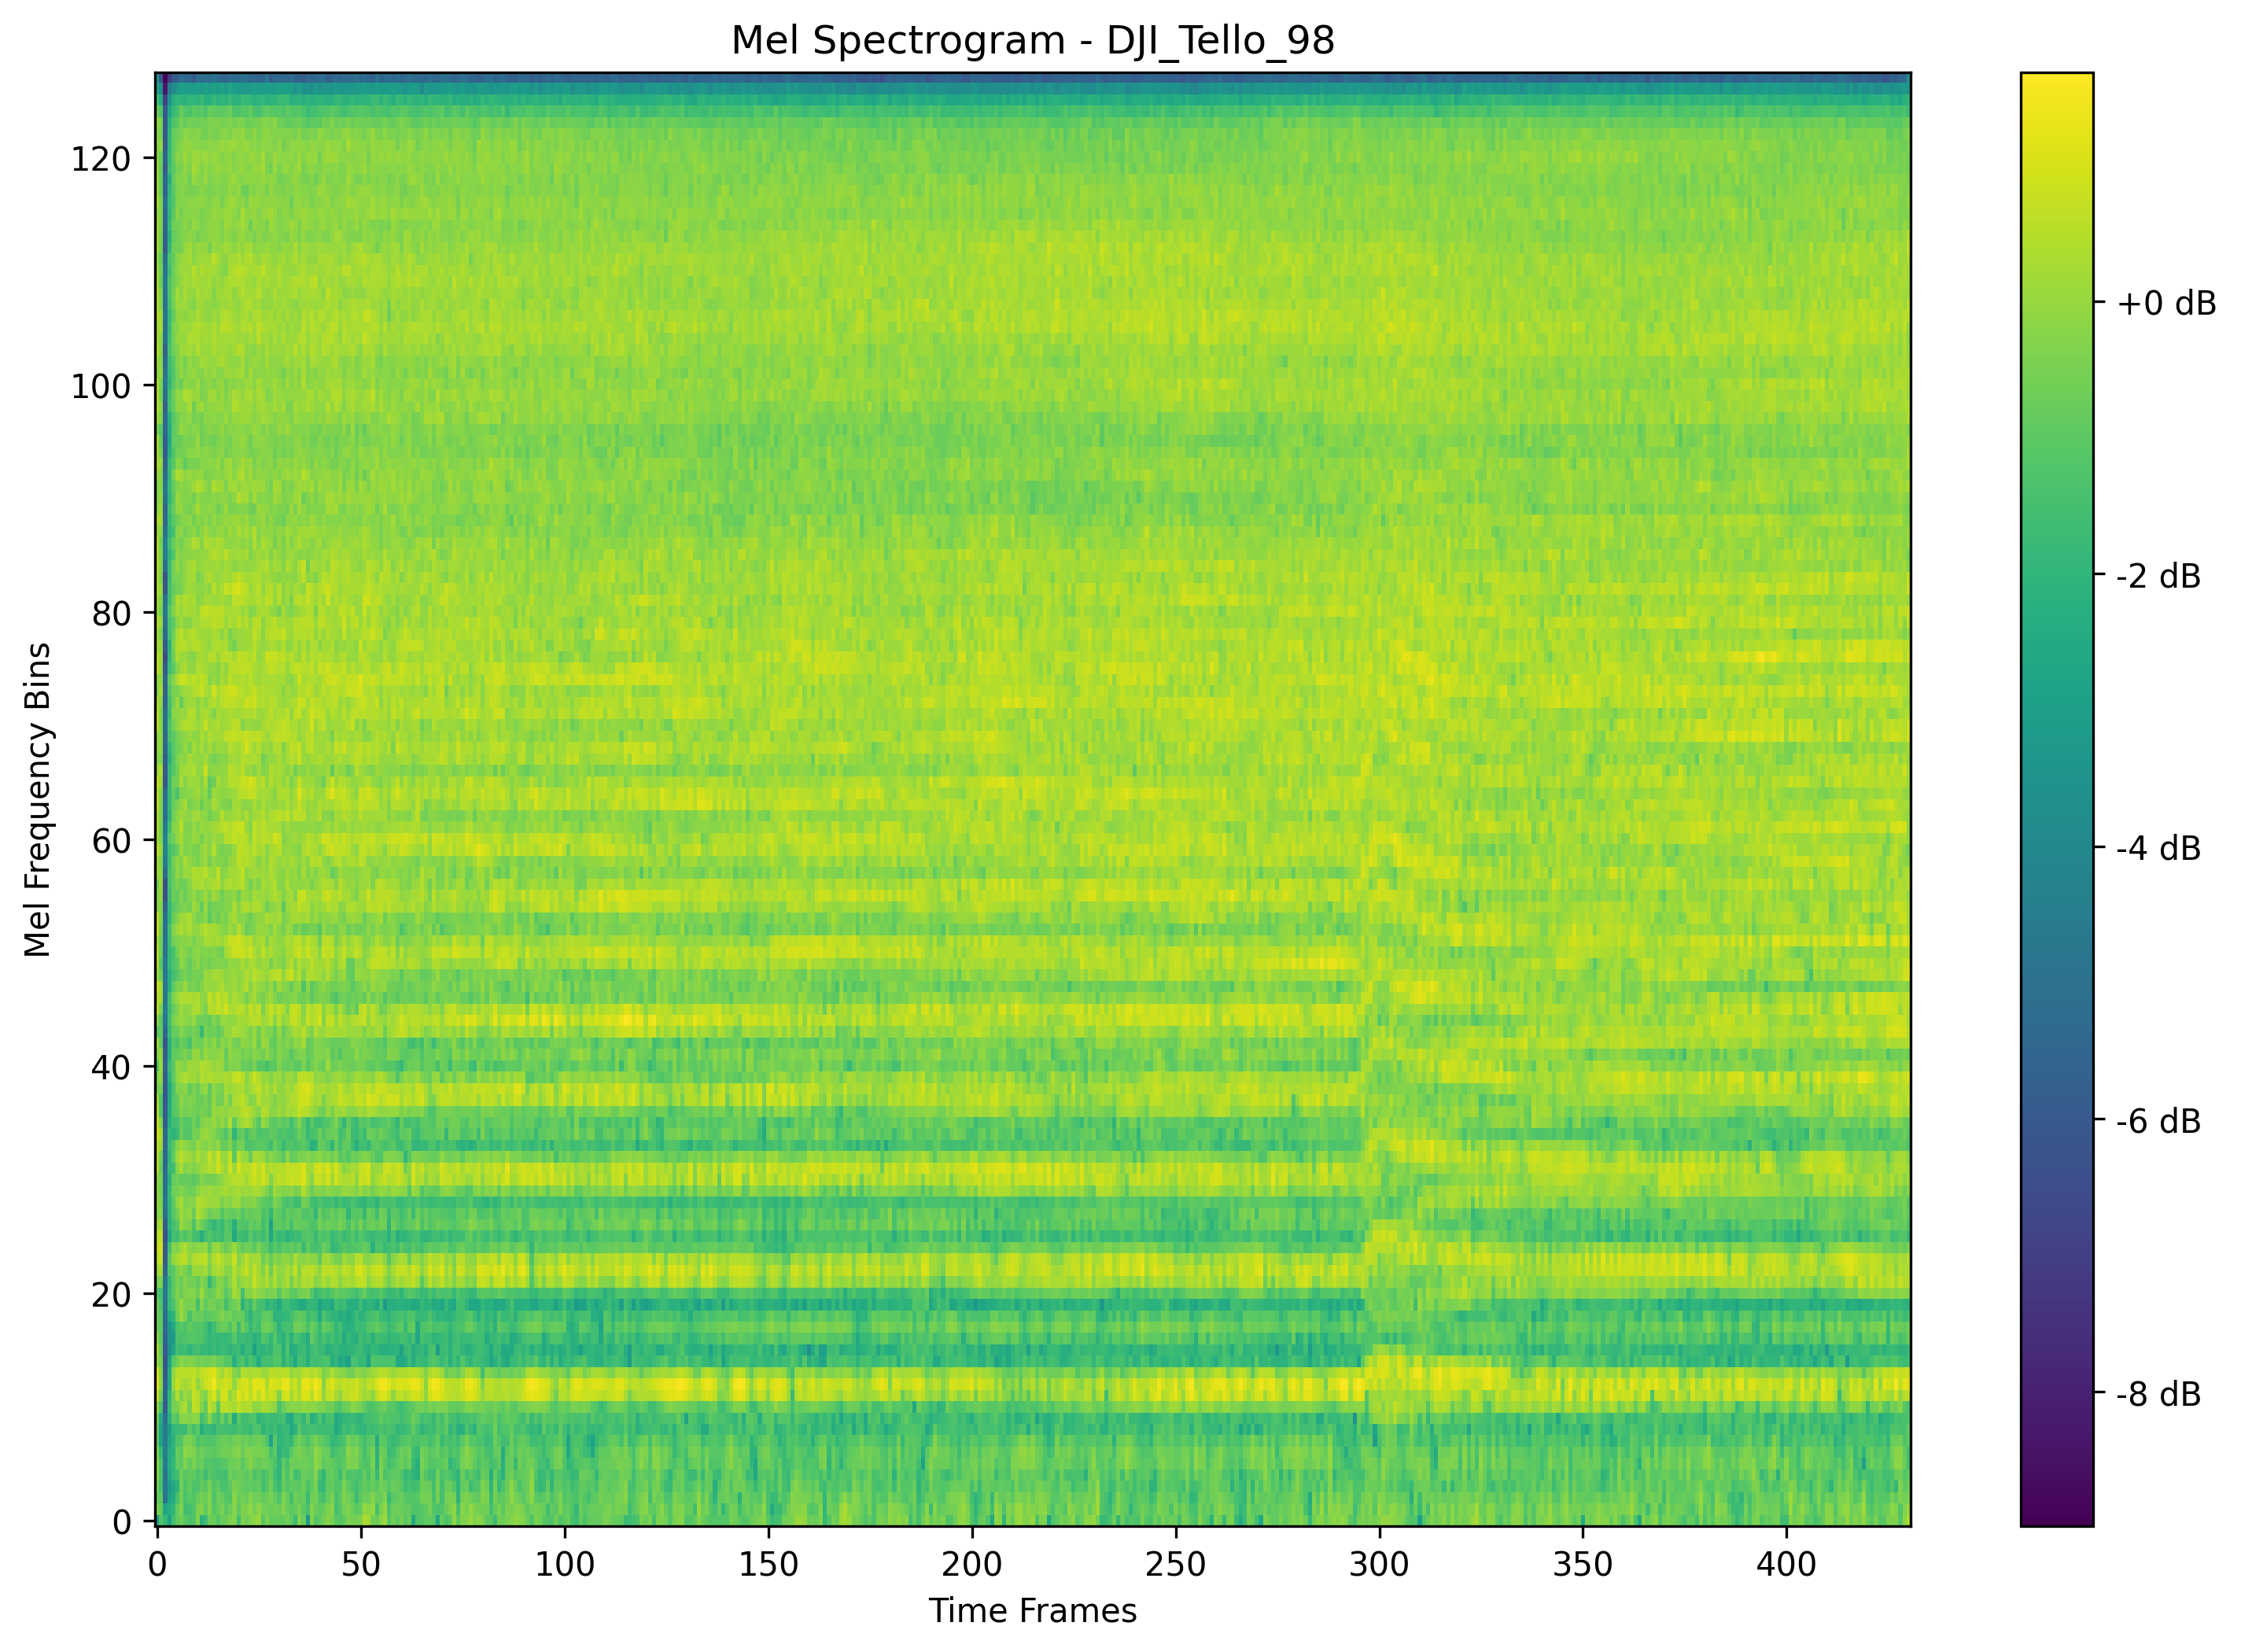 Mel Spectrogram - DJI_Tello_98
Mel Frequency Bins
120
100
80
60
40
20
0
0 50 100 150 200 250 300 350 400
Time Frames
+0 dB
-2 dB
-4 dB
-6 dB
-8 dB